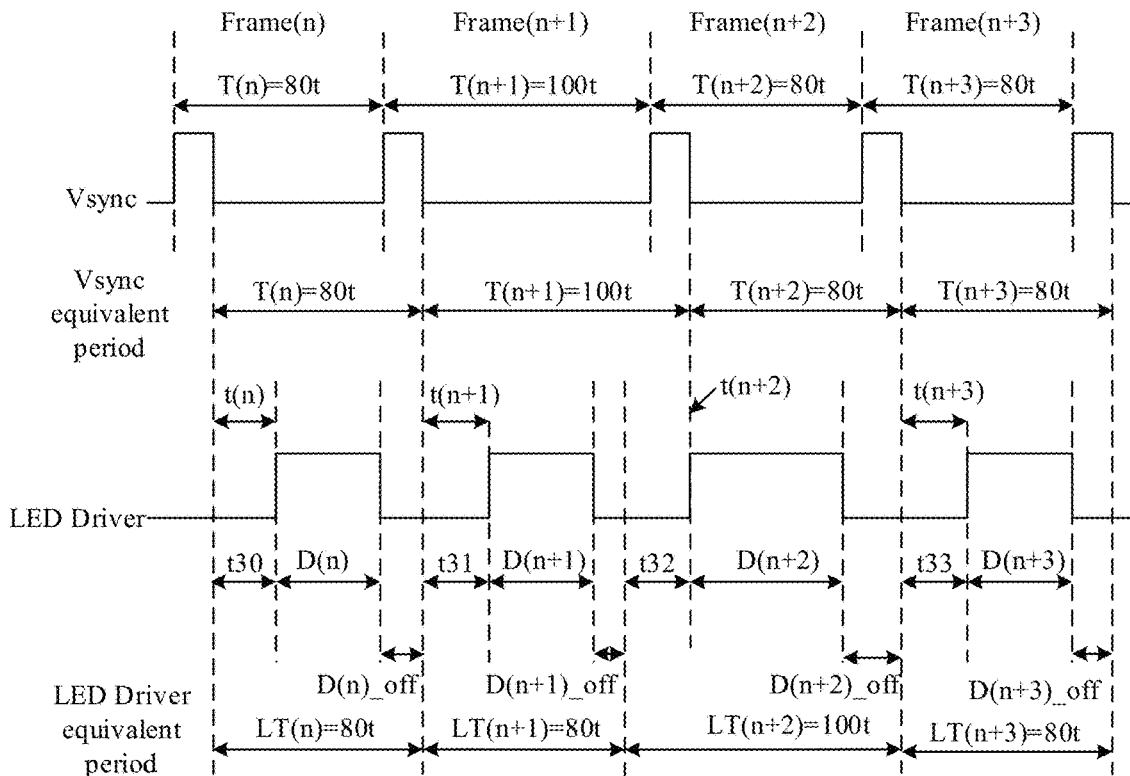 Frame(n) Frame(n+1) Frame(n+2) Frame(n+3)
T(n)=80t T(n+1)=100t T(n+2)=80t T(n+3)=80t
Vsync
Vsync
equivalent
period
T(n)=80t T(n+1)=100t T(n+2)=80t T(n+3)=80t
t(n) t(n+1) t(n+2) t(n+3)
LED Driver
t30 D(n) t31 D(n+1) t32 D(n+2) t33 D(n+3)
D(n)_off D(n+1)_off D(n+2)_off D(n+3)_off
LED Driver
equivalent
period
LT(n)=80t LT(n+1)=80t LT(n+2)=100t LT(n+3)=80t